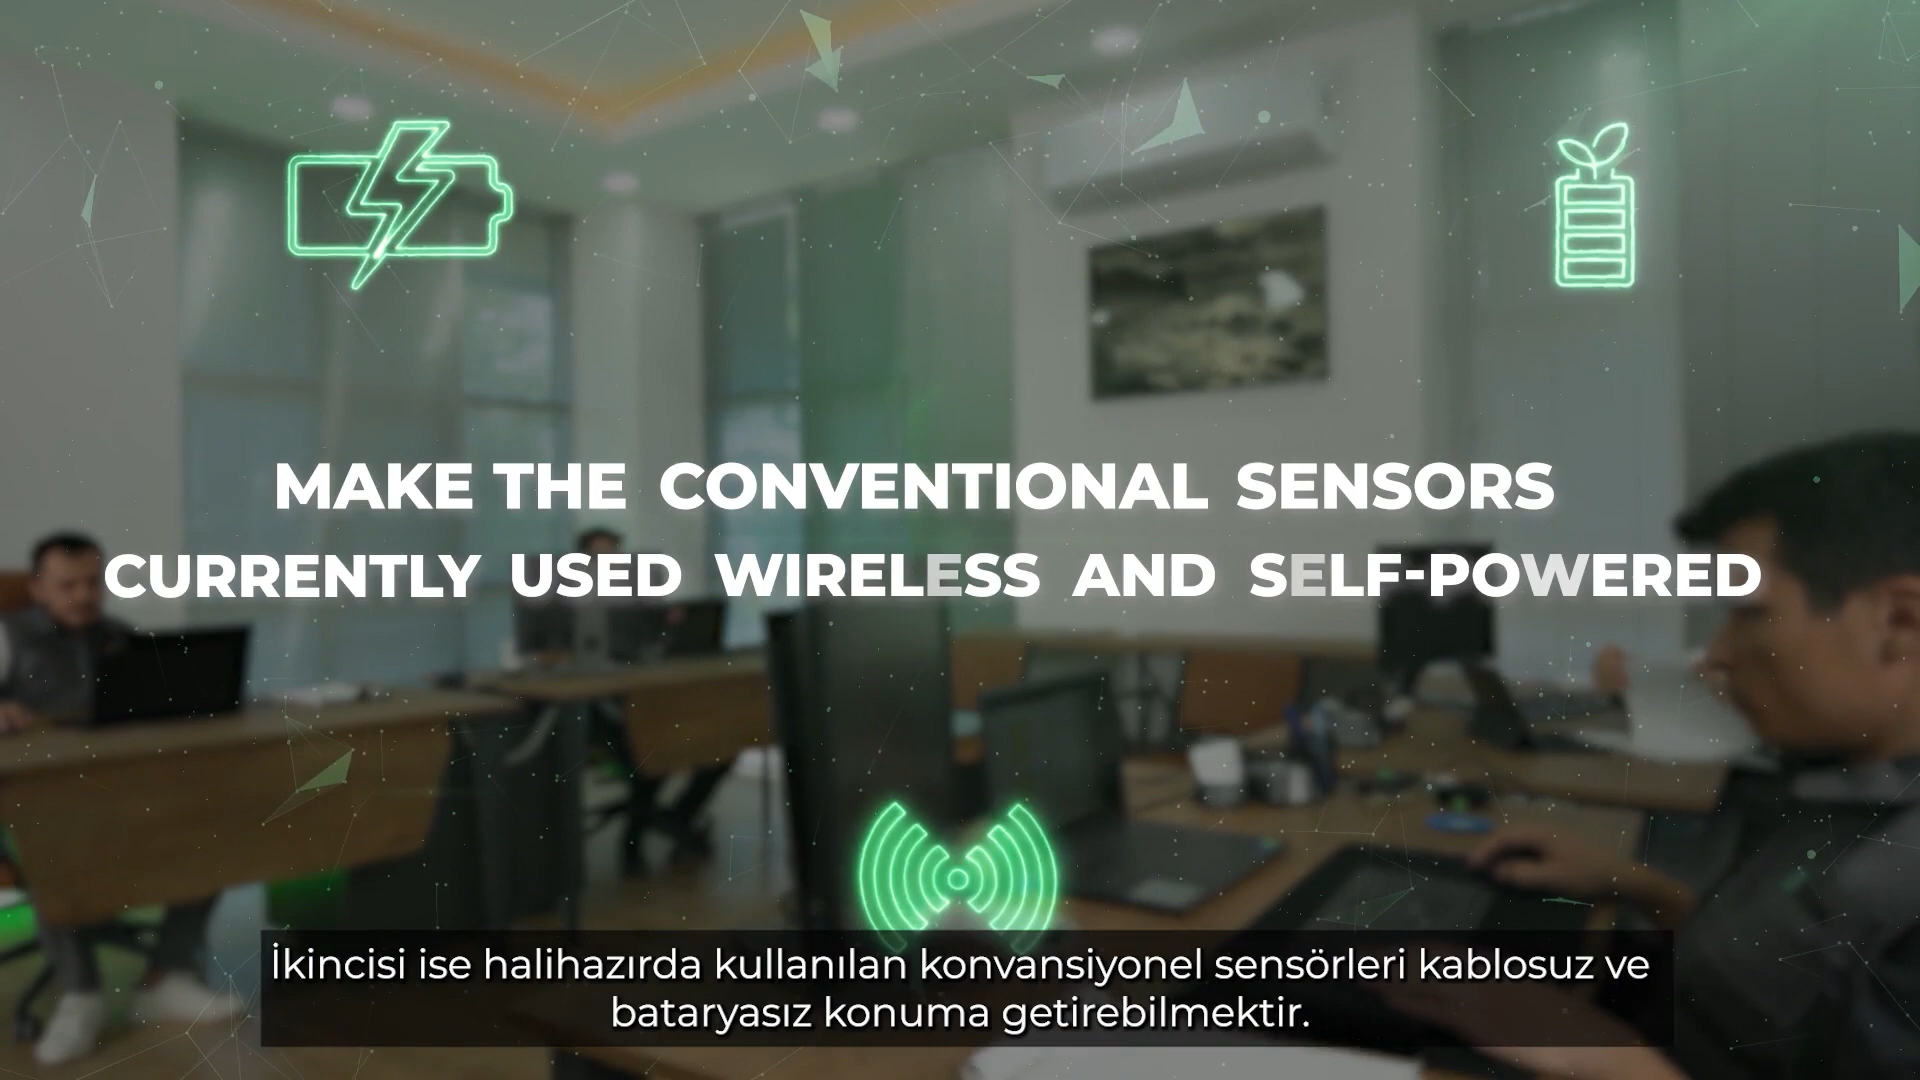 MAKE THE CONVENTIONAL SENSORS
CURRENTLY USED WIRELESS AND SELF-POWERED
İkincisi ise halihazırda kullanılan konvansiyonel sensörleri kablosuz ve
bataryasız konuma getirebilmektir.